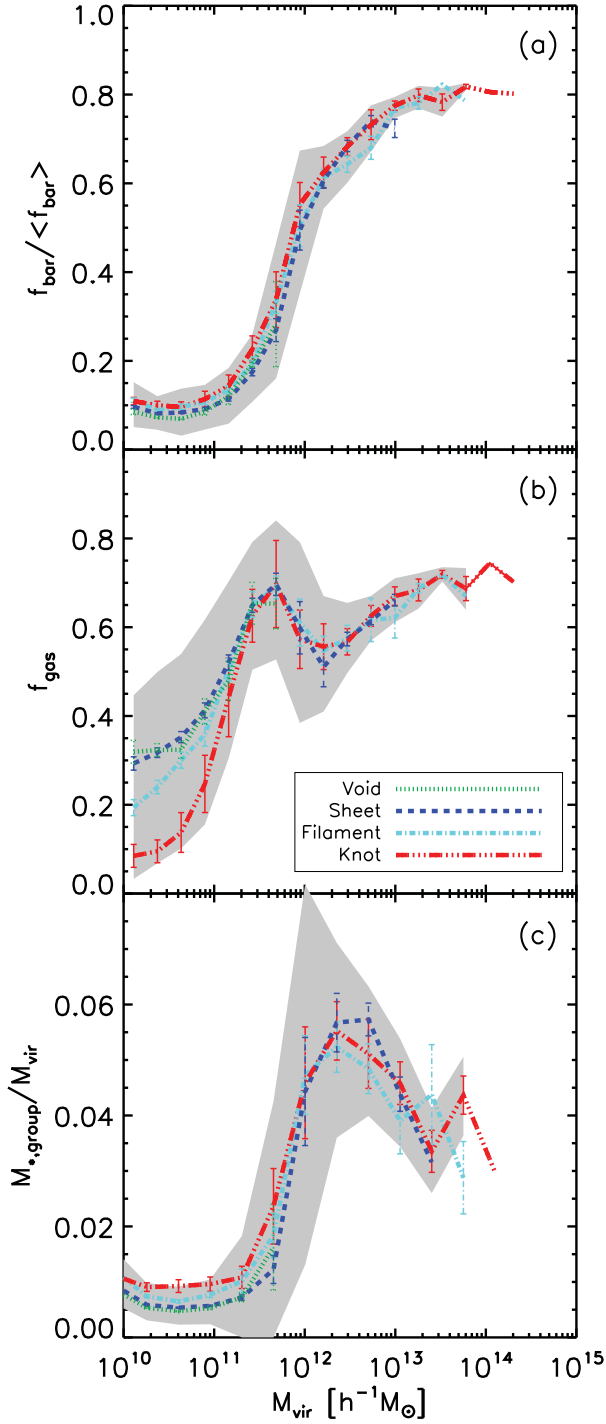 1.0
0.8
0.6
0.4
0.2
0.0
f_bar/<f_bar>
(a)
0.8
0.6
0.4
0.2
0.0
f_gas
(b)
Void
Sheet
Filament
Knot
0.06
0.04
0.02
0.00
M_*,group/M_vir
(c)
10^10 10^11 10^12 10^13 10^14 10^15
M_vir [h^-1M_⊙]